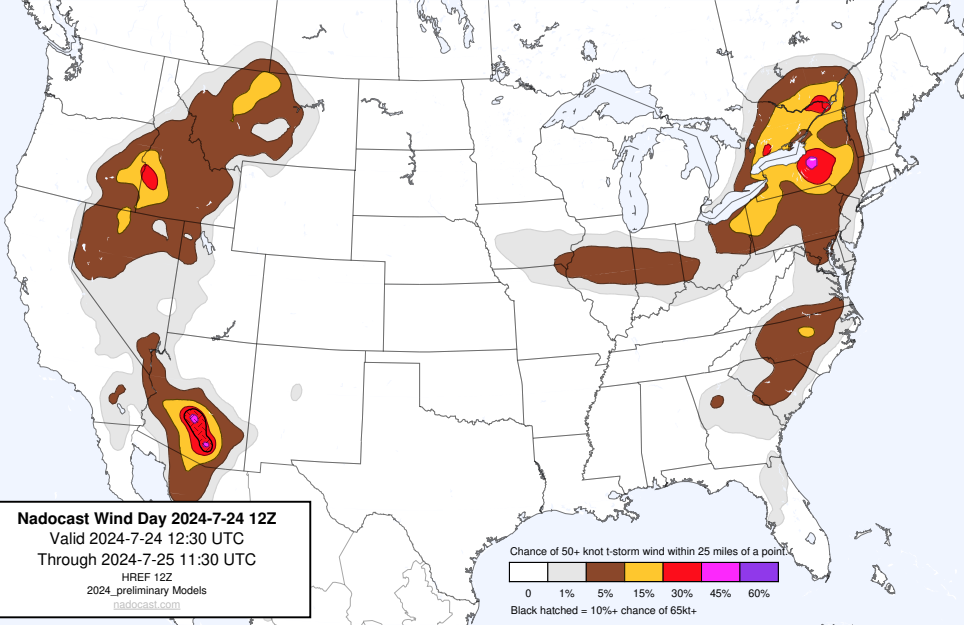 Nadocast Wind Day 2024-7-24 12Z
Valid 2024-7-24 12:30 UTC
Through 2024-7-25 11:30 UTC
HREF 12Z
2024_preliminary Models
nadocast.com
Chance of 50+ knot t-storm wind within 25 miles of a point.
0 1% 5% 15% 30% 45% 60%
Black hatched = 10%+ chance of 65kt+